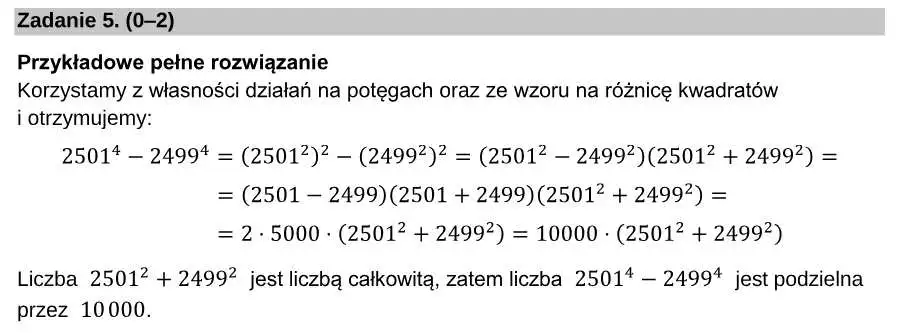 Zadanie 5. (0–2)
Przykładowe pełne rozwiązanie
Korzystamy z własności działań na potęgach oraz ze wzoru na różnicę kwadratów
i otrzymujemy:
2501⁴ − 2499⁴ = (2501²)² − (2499²)² = (2501² − 2499²)(2501² + 2499²) =
= (2501 − 2499)(2501 + 2499)(2501² + 2499²) =
= 2 · 5000 · (2501² + 2499²) = 10000 · (2501² + 2499²)
Liczba 2501² + 2499² jest liczbą całkowitą, zatem liczba 2501⁴ − 2499⁴ jest podzielna
przez 10 000.